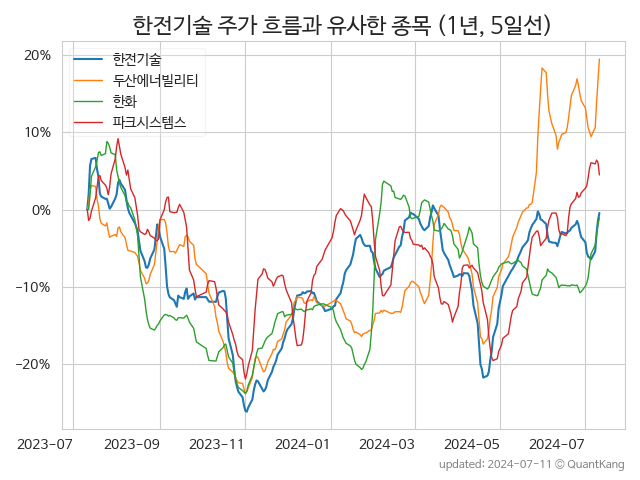 한전기술 주가 흐름과 유사한 종목 (1년, 5일선)
한전기술
두산에너빌리티
한화
파크시스템스
20%
10%
0%
−10%
−20%
2023-07 2023-09 2023-11 2024-01 2024-03 2024-05 2024-07
updated: 2024-07-11 © QuantKang